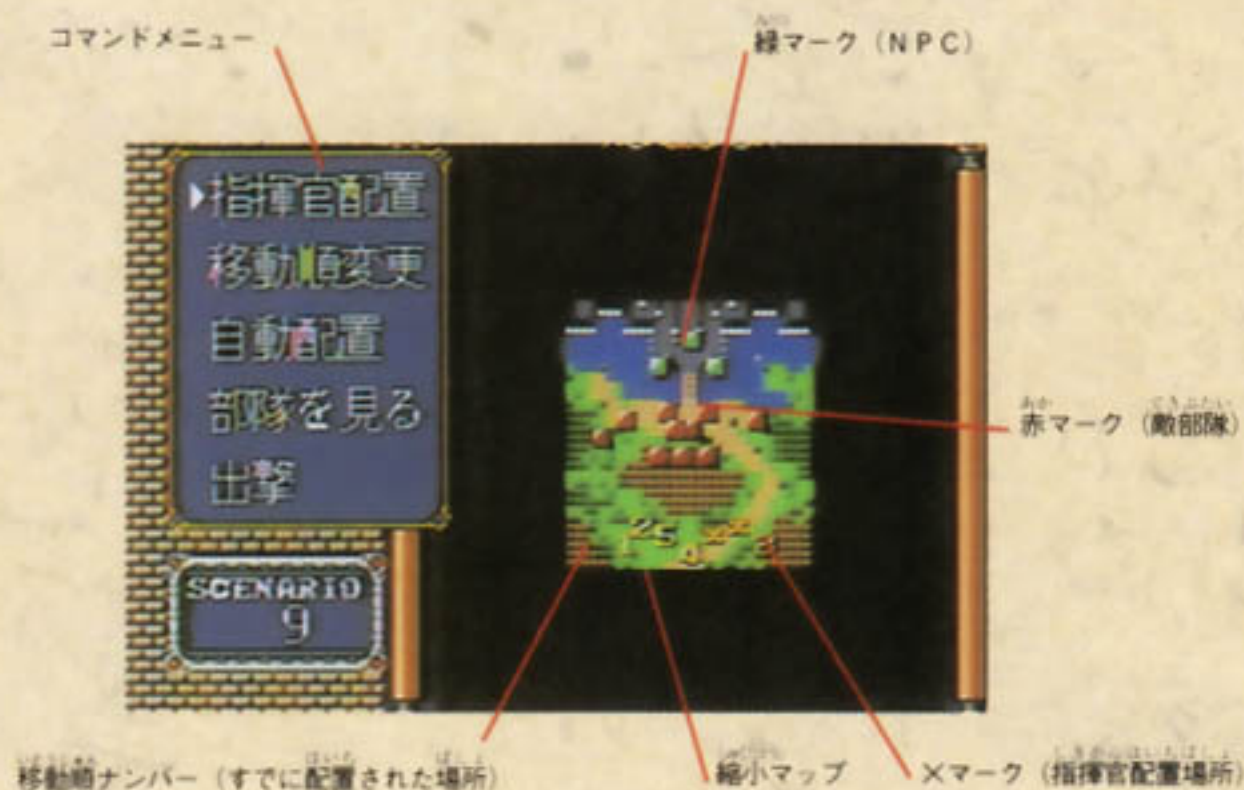 コマンドメニュー
緑マーク（NPC）
指揮官配置
移動順変更
自動配置
部隊を見る
出撃
赤マーク（敵部隊）
SCENARIO
9
移動順ナンバー（すでに配置された場所）
縮小マップ
×マーク（指揮官配置場所）